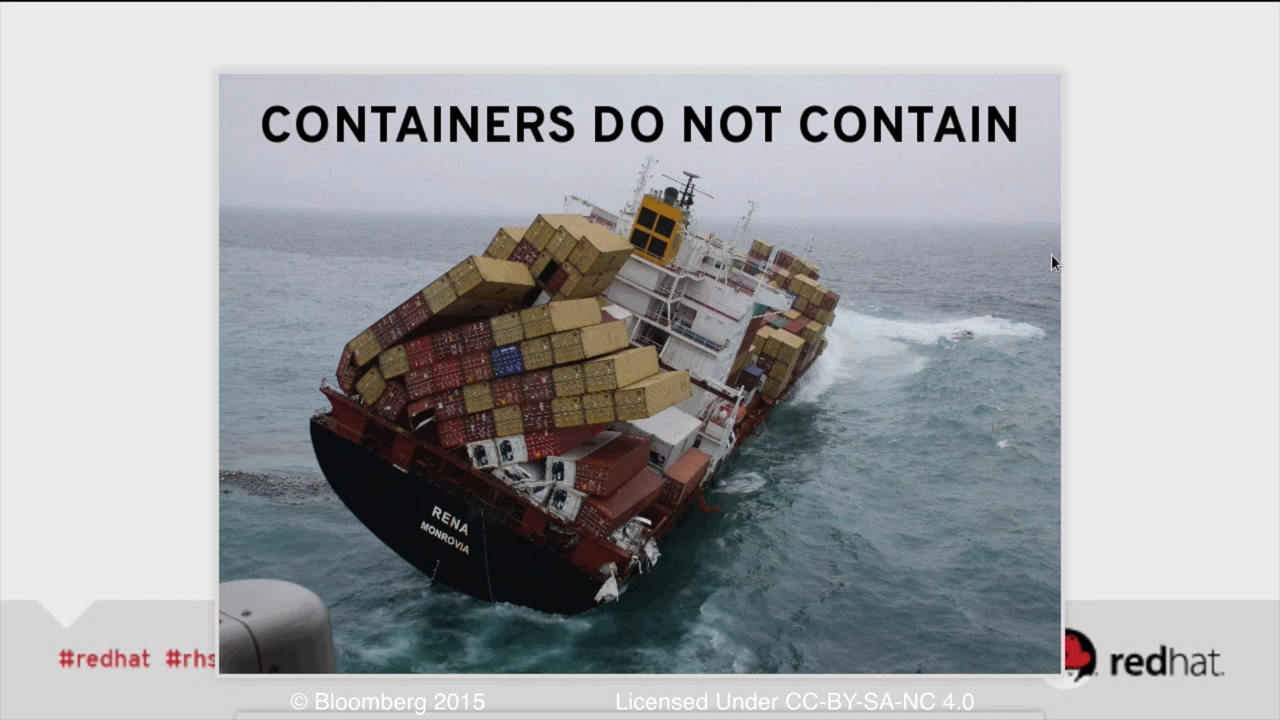 CONTAINERS DO NOT CONTAIN
RENA
MONROVIA
#redhat #rhs
redhat.
© Bloomberg 2015 Licensed Under CC-BY-SA-NC 4.0